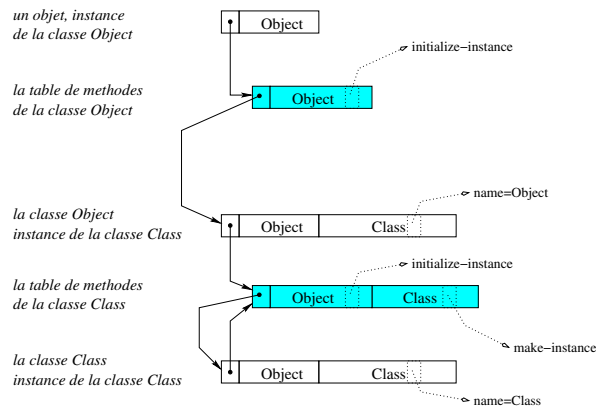 un objet, instance
de la classe Object
Object
initialize−instance
la table de methodes
de la classe Object
Object
name=Object
la classe Object
instance de la classe Class
Object Class
initialize−instance
la table de methodes
de la classe Class
Object Class
make−instance
la classe Class
instance de la classe Class
Object Class
name=Class